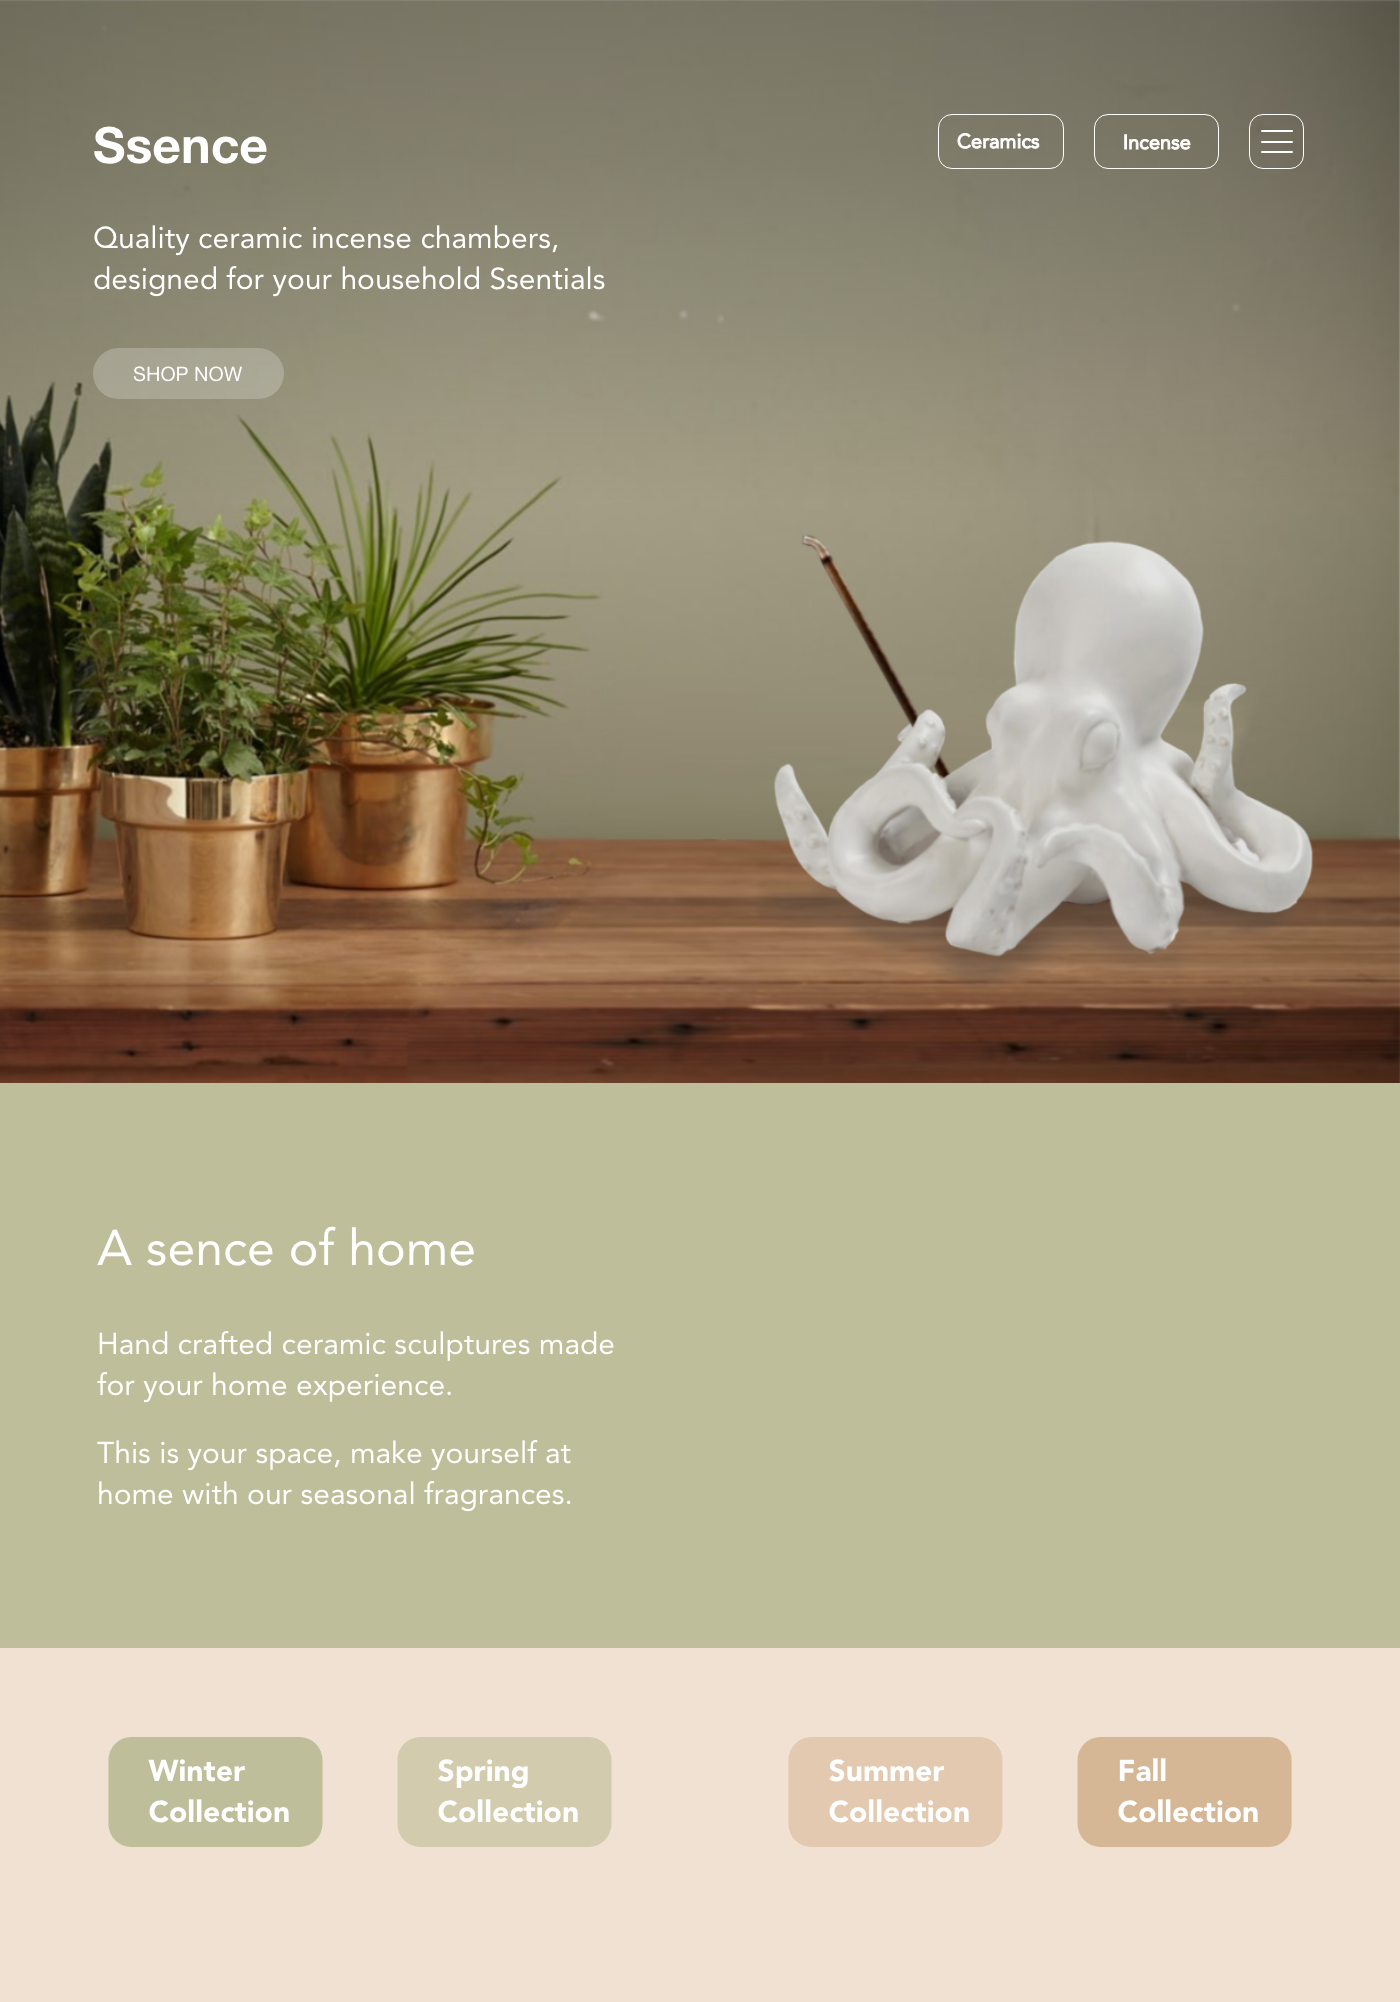 Ssence
Ceramics
Incense
Quality ceramic incense chambers,
designed for your household Ssentials
SHOP NOW
A sence of home
Hand crafted ceramic sculptures made
for your home experience.
This is your space, make yourself at
home with our seasonal fragrances.
Winter
Collection
Spring
Collection
Summer
Collection
Fall
Collection